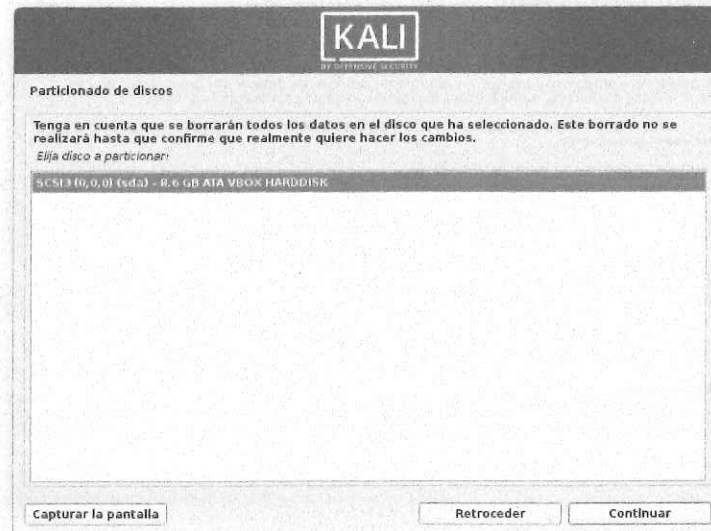 KALI
BY OFFENSIVE SECURITY
Particionado de discos
Tenga en cuenta que se borrarán todos los datos en el disco que ha seleccionado. Este borrado no se
realizará hasta que confirme que realmente quiere hacer los cambios.
Elija disco a particionar:
SCSI3 (0,0,0) (sda) - 8.6 GB ATA VBOX HARDDISK
Capturar la pantalla
Retroceder
Continuar